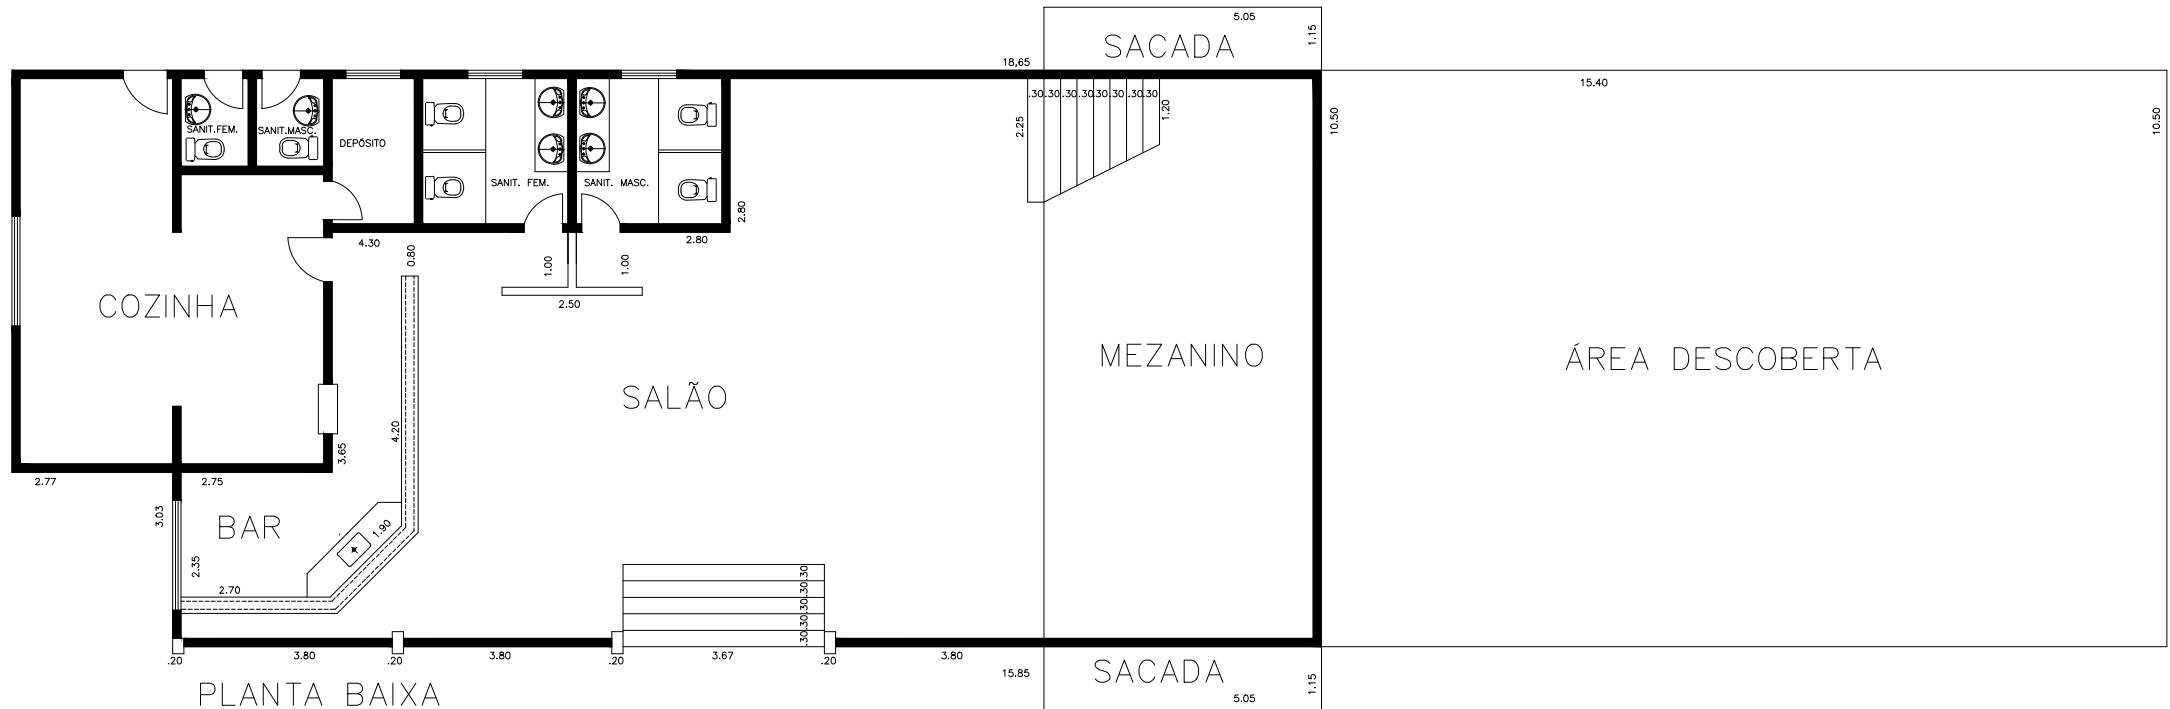 5.05
1.15
SACADA
18,65
15.40
.30.30 .30.30.30.30 .30.30
1.20
2.25
10.50
10.50
SANIT.FEM.
SANIT.MASC.
DEPÓSITO
SANIT. FEM.
SANIT. MASC.
2.80
2.80
4.30
0.80
1.00
1.00
2.50
COZINHA
MEZANINO
ÁREA DESCOBERTA
SALÃO
4.20
3.65
2.77
2.75
3.03
BAR
1.90
2.35
2.70
.30.30.30.30.30
.20
3.80
.20
3.80
.20
3.67
.20
3.80
15.85
SACADA
1.15
5.05
PLANTA BAIXA